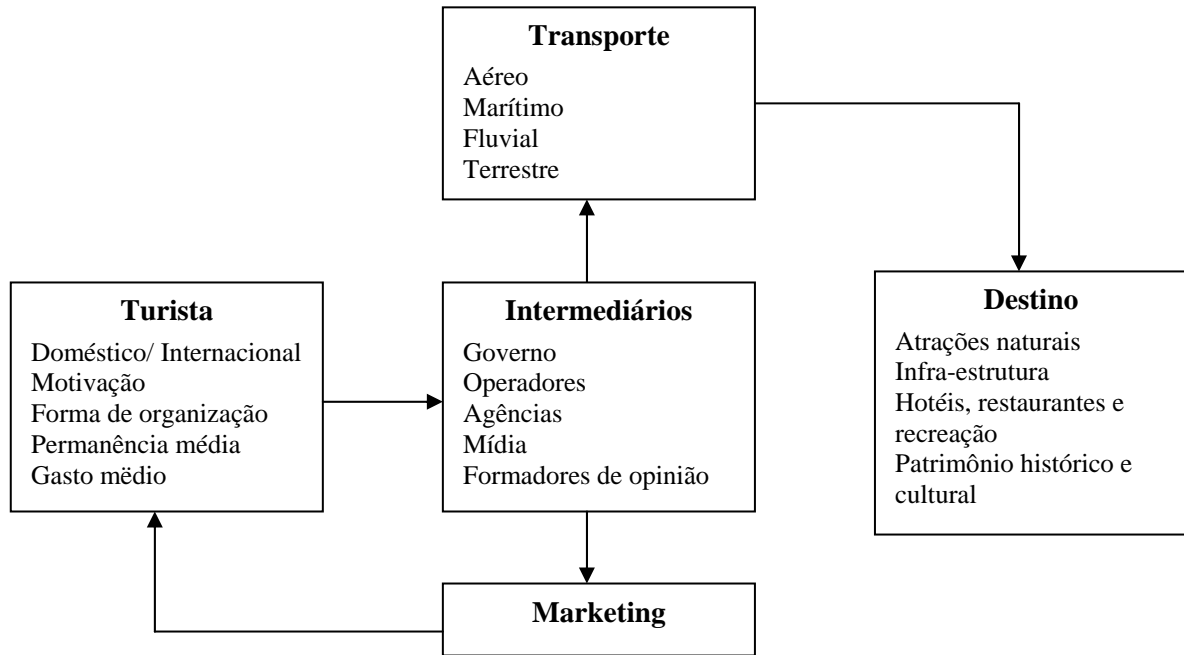 Transporte
Aéreo
Marítimo
Fluvial
Terrestre
Turista
Doméstico/ Internacional
Motivação
Forma de organização
Permanência média
Gasto mëdio
Intermediários
Governo
Operadores
Agências
Mídia
Formadores de opinião
Destino
Atrações naturais
Infra-estrutura
Hotéis, restaurantes e
recreação
Patrimônio histórico e
cultural
Marketing